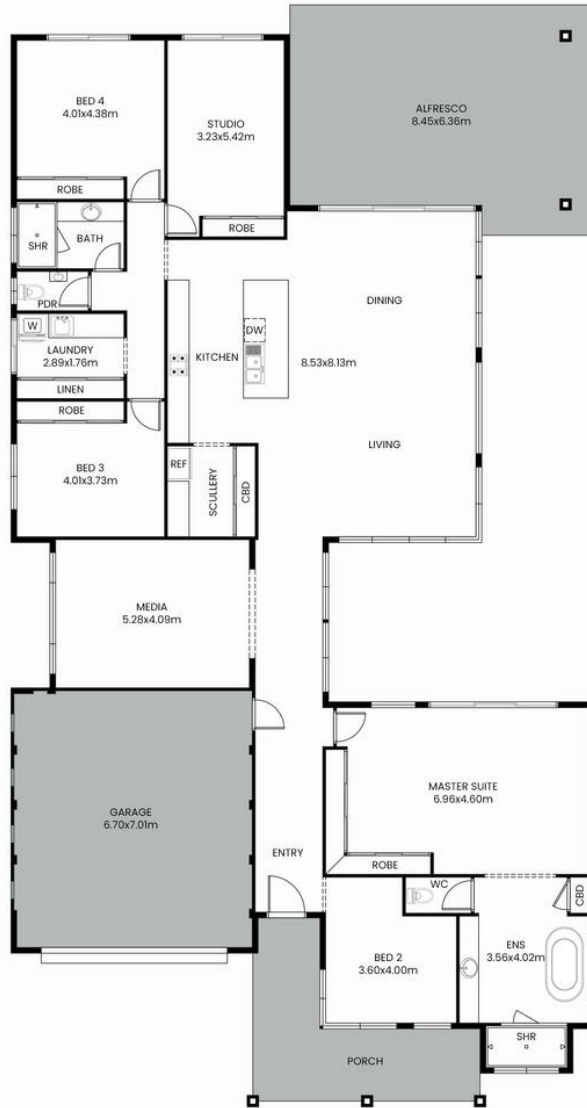 BED 4
4.01x4.38m
STUDIO
3.23x5.42m
ALFRESCO
8.45x6.36m
ROBE
ROBE
SHR
BATH
PDR
W
LAUNDRY
2.89x1.76m
LINEN
KITCHEN
DW
DINING
8.53x8.13m
LIVING
ROBE
BED 3
4.01x3.73m
REF
SCULLERY
CBD
MEDIA
5.28x4.09m
GARAGE
6.70x7.01m
MASTER SUITE
6.96x4.60m
ENTRY
ROBE
WC
CBD
BED 2
3.60x4.00m
ENS
3.56x4.02m
SHR
PORCH